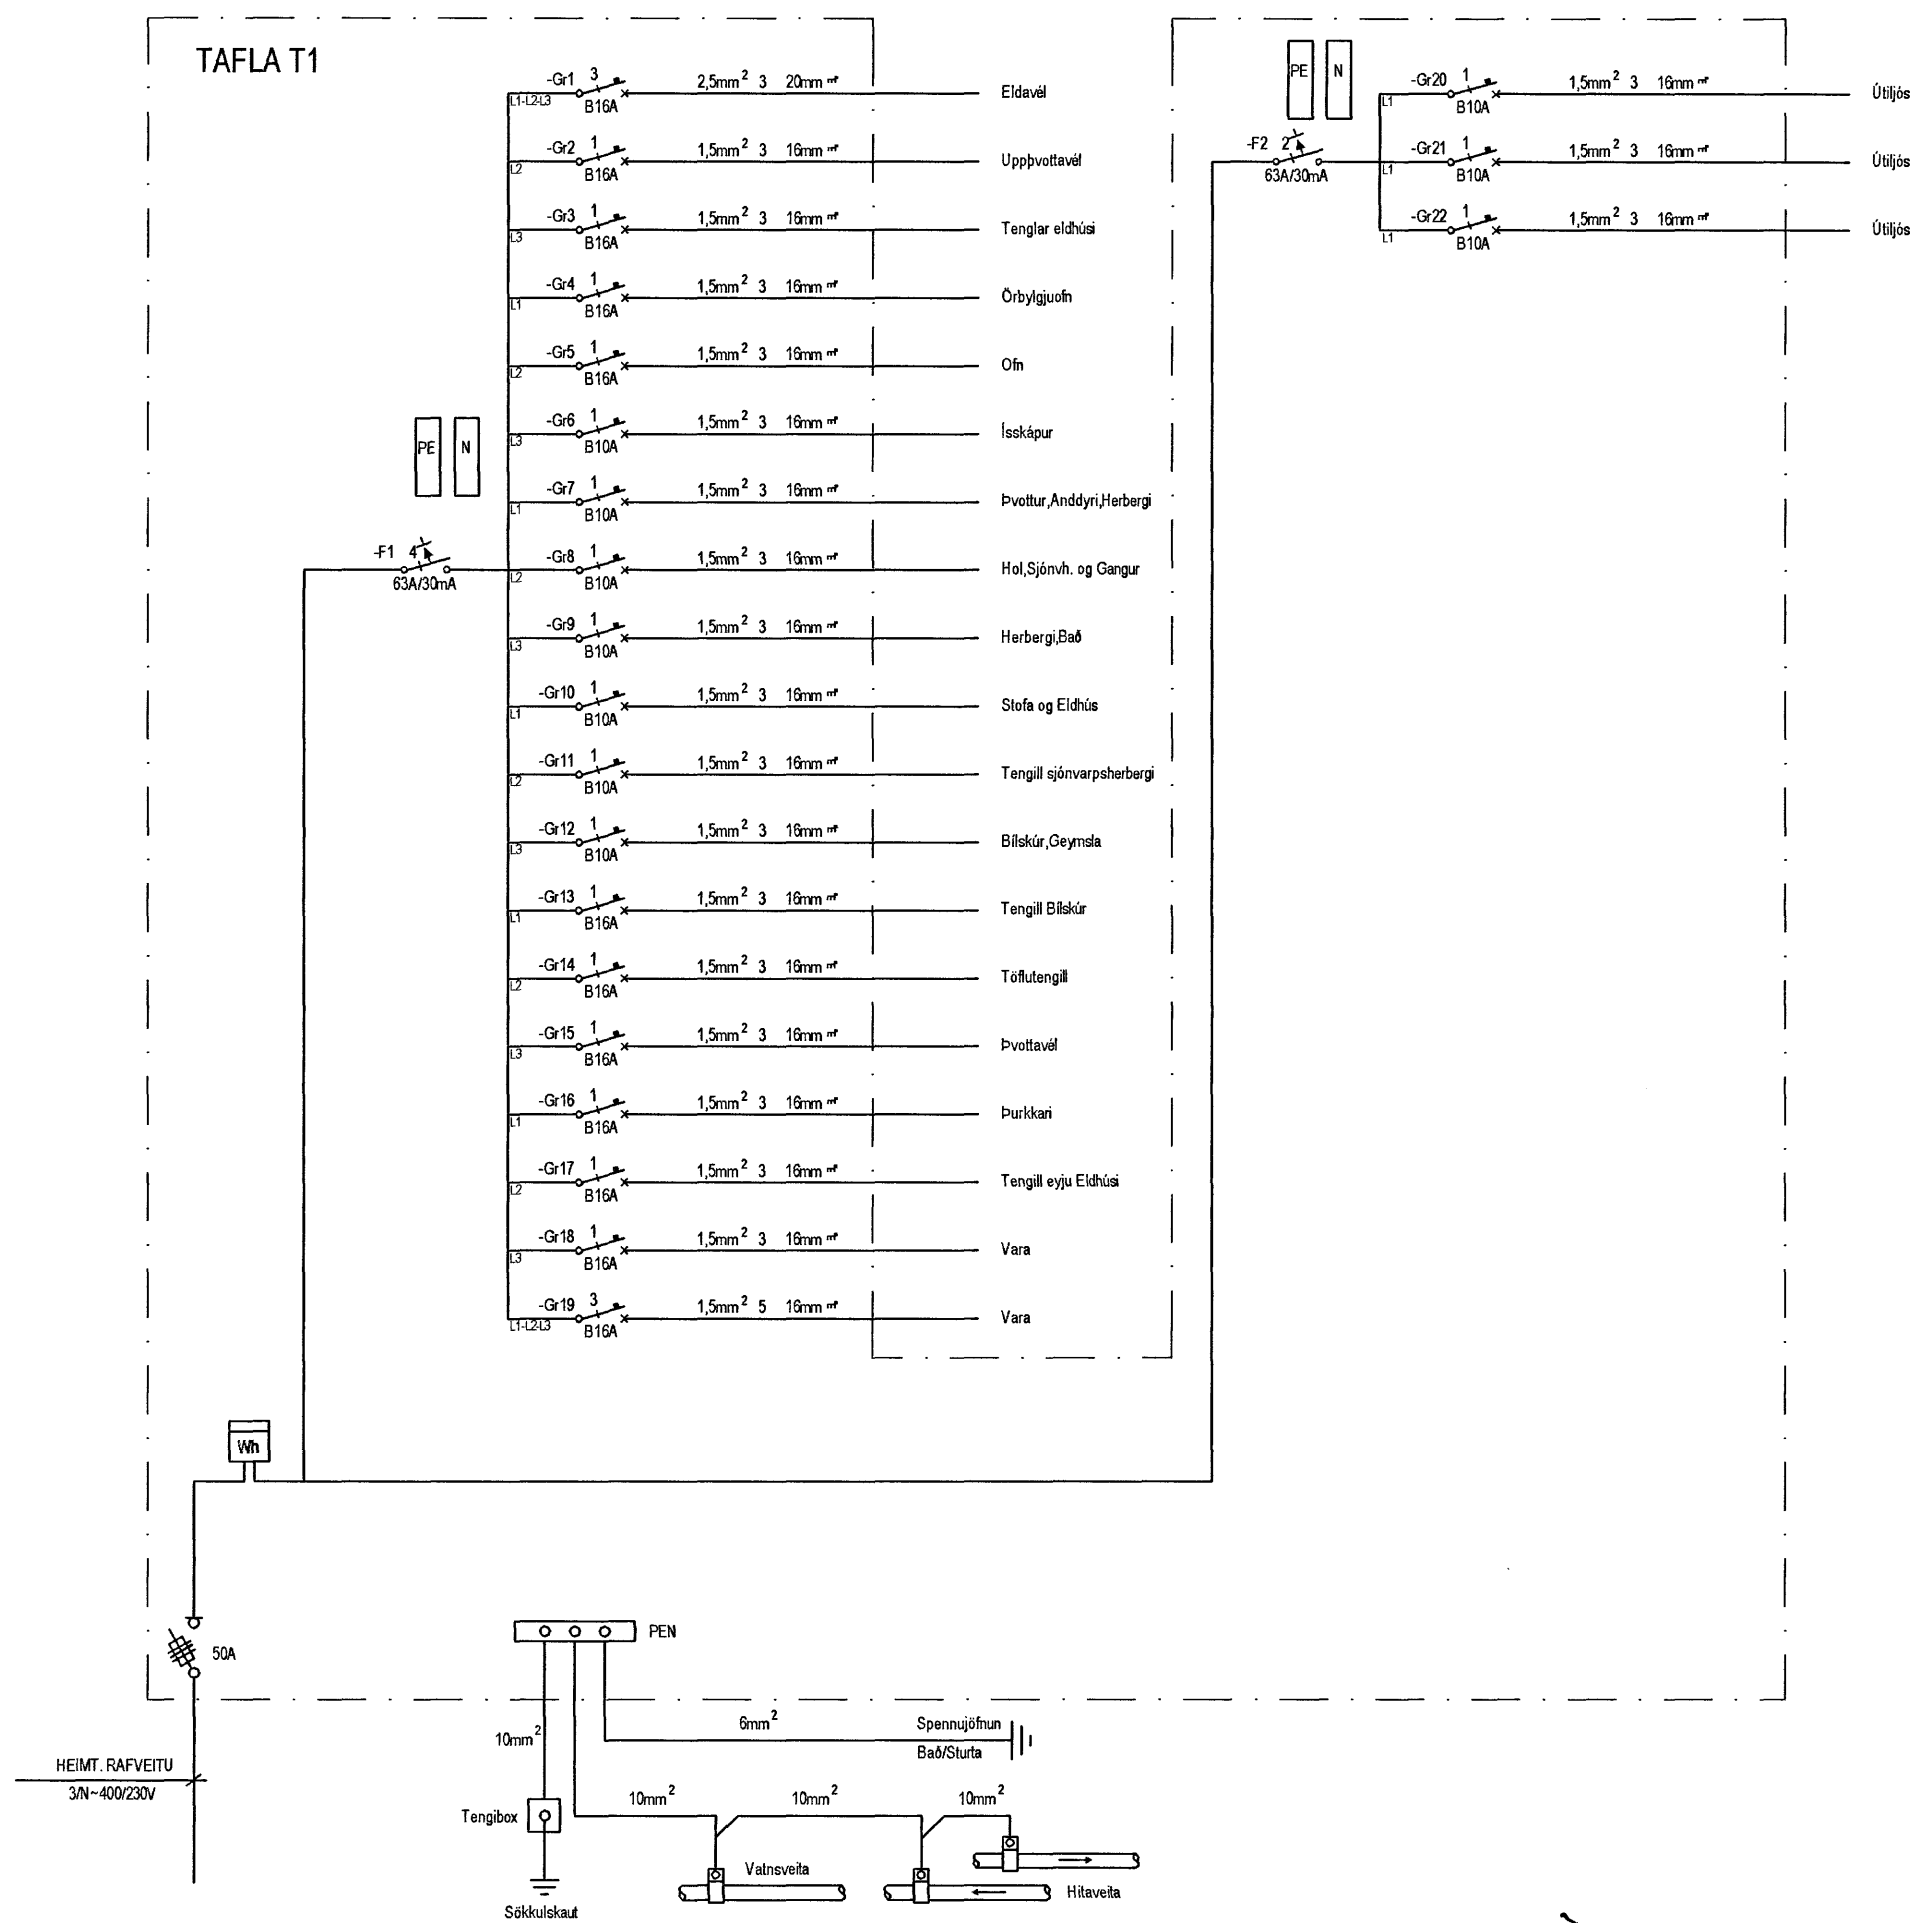 TAFLA T1
-Gr1 3 2,5mm² 3 20mm
L1-L2-L3 B16A Eldavél
-Gr2 1 1,5mm² 3 16mm
L2 B16A Uppþvottavél
-Gr3 1 1,5mm² 3 16mm
L3 B16A Tenglar eldhúsi
-Gr4 1 1,5mm² 3 16mm
L1 B16A Örbylgjuofn
-Gr5 1 1,5mm² 3 16mm
L2 B16A Ofn
-Gr6 1 1,5mm² 3 16mm
L3 B10A Ísskápur
PE N
-Gr7 1 1,5mm² 3 16mm
L1 B10A Þvottur,Anddyri,Herbergi
-F1 4
63A/30mA
-Gr8 1 1,5mm² 3 16mm
L2 B10A Hol,Sjónvh. og Gangur
-Gr9 1 1,5mm² 3 16mm
L3 B10A Herbergi,Bað
-Gr10 1 1,5mm² 3 16mm
L1 B10A Stofa og Eldhús
-Gr11 1 1,5mm² 3 16mm
L2 B10A Tengill sjónvarpsherbergi
-Gr12 1 1,5mm² 3 16mm
L3 B10A Bílskúr,Geymsla
-Gr13 1 1,5mm² 3 16mm
L1 B16A Tengill Bílskúr
-Gr14 1 1,5mm² 3 16mm
L2 B16A Töflutengill
-Gr15 1 1,5mm² 3 16mm
L3 B16A Þvottavél
-Gr16 1 1,5mm² 3 16mm
L1 B16A Þurkkari
-Gr17 1 1,5mm² 3 16mm
L2 B16A Tengill eyju Eldhúsi
-Gr18 1 1,5mm² 3 16mm
L3 B16A Vara
-Gr19 3 1,5mm² 5 16mm
L1-L2-L3 B16A Vara
PE N
-F2 2
63A/30mA
-Gr20 1 1,5mm² 3 16mm
L1 B10A Útiljós
-Gr21 1 1,5mm² 3 16mm
L1 B10A Útiljós
-Gr22 1 1,5mm² 3 16mm
L1 B10A Útiljós
Wh
50A
PEN
HEIMT. RAFVEITU
3/N~400/230V
10mm²
6mm²
Spennujöfnun
Bað/Sturta
10mm² 10mm² 10mm²
Tengibox
Vatnsveita
Hitaveita
Sökkulskaut